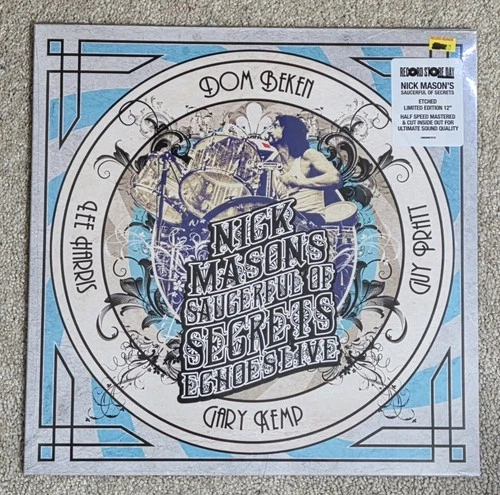 DOM BEKEN
RECORD STORE DAY
NICK MASON'S
SAUCERFUL OF SECRETS
ETCHED
LIMITED EDITION 12"
HALF SPEED MASTERED
& CUT INSIDE OUT FOR
ULTIMATE SOUND QUALITY
LEE HARRIS
GUY PRATT
NICK
MASON'S
SAUCERFUL OF
SECRETS
ECHOES LIVE
GARY KEMP